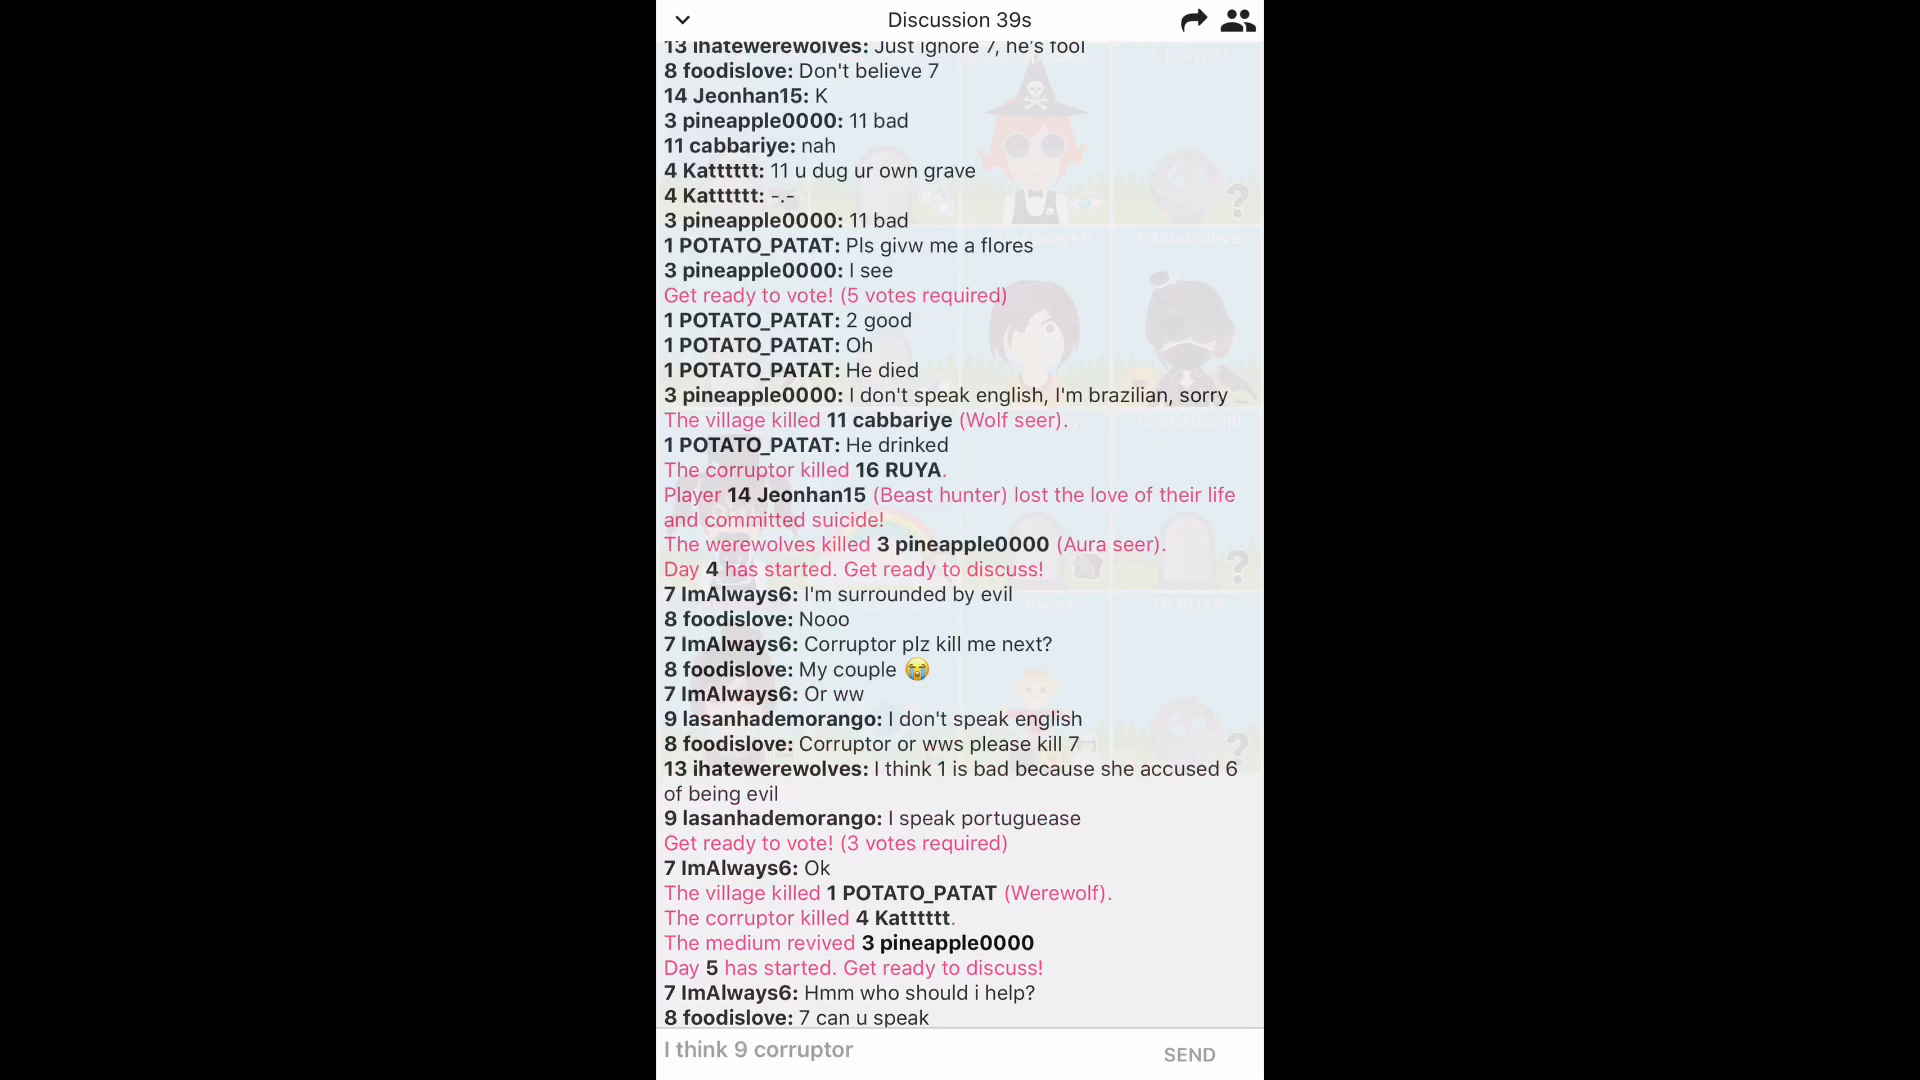 Discussion 39s
13 ihatewerewolves: Just ignore 7, he's fool
8 foodislove: Don't believe 7
14 Jeonhan15: K
3 pineapple0000: 11 bad
11 cabbariye: nah
4 Katttttt: 11 u dug ur own grave
4 Katttttt: -.-
3 pineapple0000: 11 bad
1 POTATO_PATAT: Pls givw me a flores
3 pineapple0000: I see
Get ready to vote! (5 votes required)
1 POTATO_PATAT: 2 good
1 POTATO_PATAT: Oh
1 POTATO_PATAT: He died
3 pineapple0000: I don't speak english, I'm brazilian, sorry
The village killed 11 cabbariye (Wolf seer).
1 POTATO_PATAT: He drinked
The corruptor killed 16 RUYA.
Player 14 Jeonhan15 (Beast hunter) lost the love of their life
and committed suicide!
The werewolves killed 3 pineapple0000 (Aura seer).
Day 4 has started. Get ready to discuss!
7 ImAlways6: I'm surrounded by evil
8 foodislove: Nooo
7 ImAlways6: Corruptor plz kill me next?
8 foodislove: My couple 😭
7 ImAlways6: Or ww
9 lasanhademorango: I don't speak english
8 foodislove: Corruptor or wws please kill 7
13 ihatewerewolves: I think 1 is bad because she accused 6
of being evil
9 lasanhademorango: I speak portuguease
Get ready to vote! (3 votes required)
7 ImAlways6: Ok
The village killed 1 POTATO_PATAT (Werewolf).
The corruptor killed 4 Katttttt.
The medium revived 3 pineapple0000
Day 5 has started. Get ready to discuss!
7 ImAlways6: Hmm who should i help?
8 foodislove: 7 can u speak
I think 9 corruptor
SEND